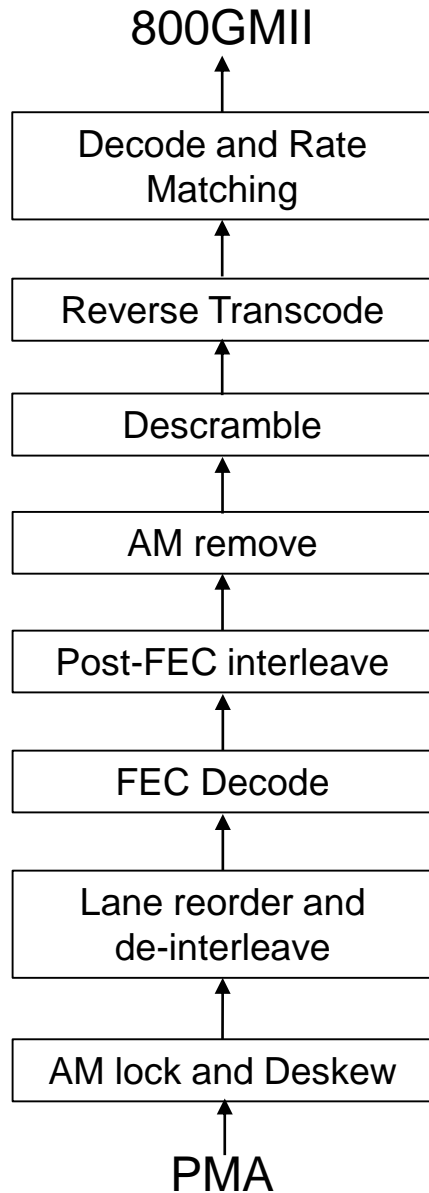 800GMII
Decode and Rate
Matching
Reverse Transcode
Descramble
AM remove
Post-FEC interleave
FEC Decode
Lane reorder and
de-interleave
AM lock and Deskew
PMA